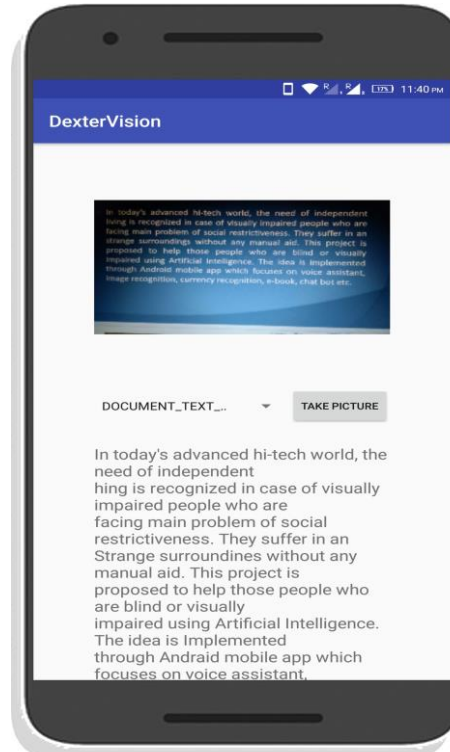 R R 17% 11:40 PM
DexterVision
In today's advanced hi-tech world, the need of independent
living is recognized in case of visually impaired people who are
facing main problem of social restrictiveness. They suffer in an
strange surroundings without any manual aid. This project is
proposed to help those people who are blind or visually
impaired using Artificial Intelligence. The idea is implemented
through Android mobile app which focuses on voice assistant,
image recognition, currency recognition, e-book, chat bot etc.
DOCUMENT_TEXT_..
TAKE PICTURE
In today's advanced hi-tech world, the
need of independent
hing is recognized in case of visually
impaired people who are
facing main problem of social
restrictiveness. They suffer in an
Strange surroundines without any
manual aid. This project is
proposed to help those people who
are blind or visually
impaired using Artificial Intelligence.
The idea is Implemented
through Andraid mobile app which
focuses on voice assistant,